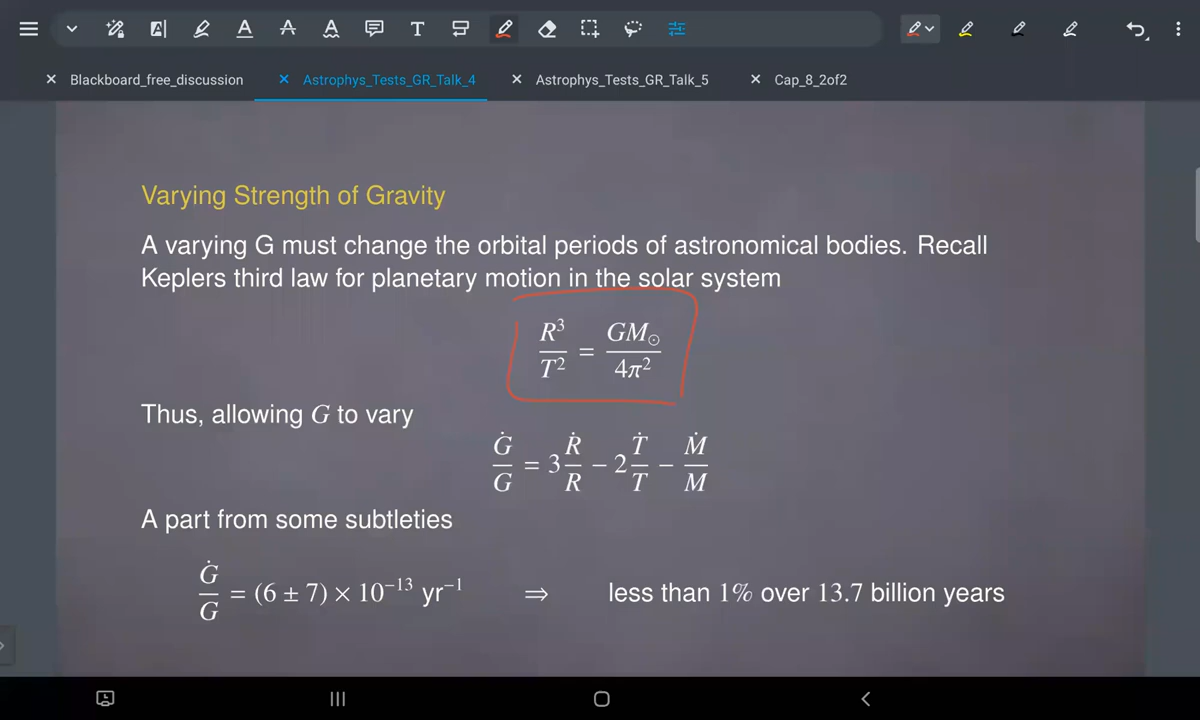 Blackboard_free_discussion Astrophys_Tests_GR_Talk_4 Astrophys_Tests_GR_Talk_5 Cap_8_2of2
Varying Strength of Gravity
A varying G must change the orbital periods of astronomical bodies. Recall
Keplers third law for planetary motion in the solar system
R³/T² = GM☉/4π²
Thus, allowing G to vary
Ġ/G = 3 Ṙ/R − 2 Ṫ/T − Ṁ/M
A part from some subtleties
Ġ/G = (6 ± 7) × 10⁻¹³ yr⁻¹ ⇒ less than 1% over 13.7 billion years